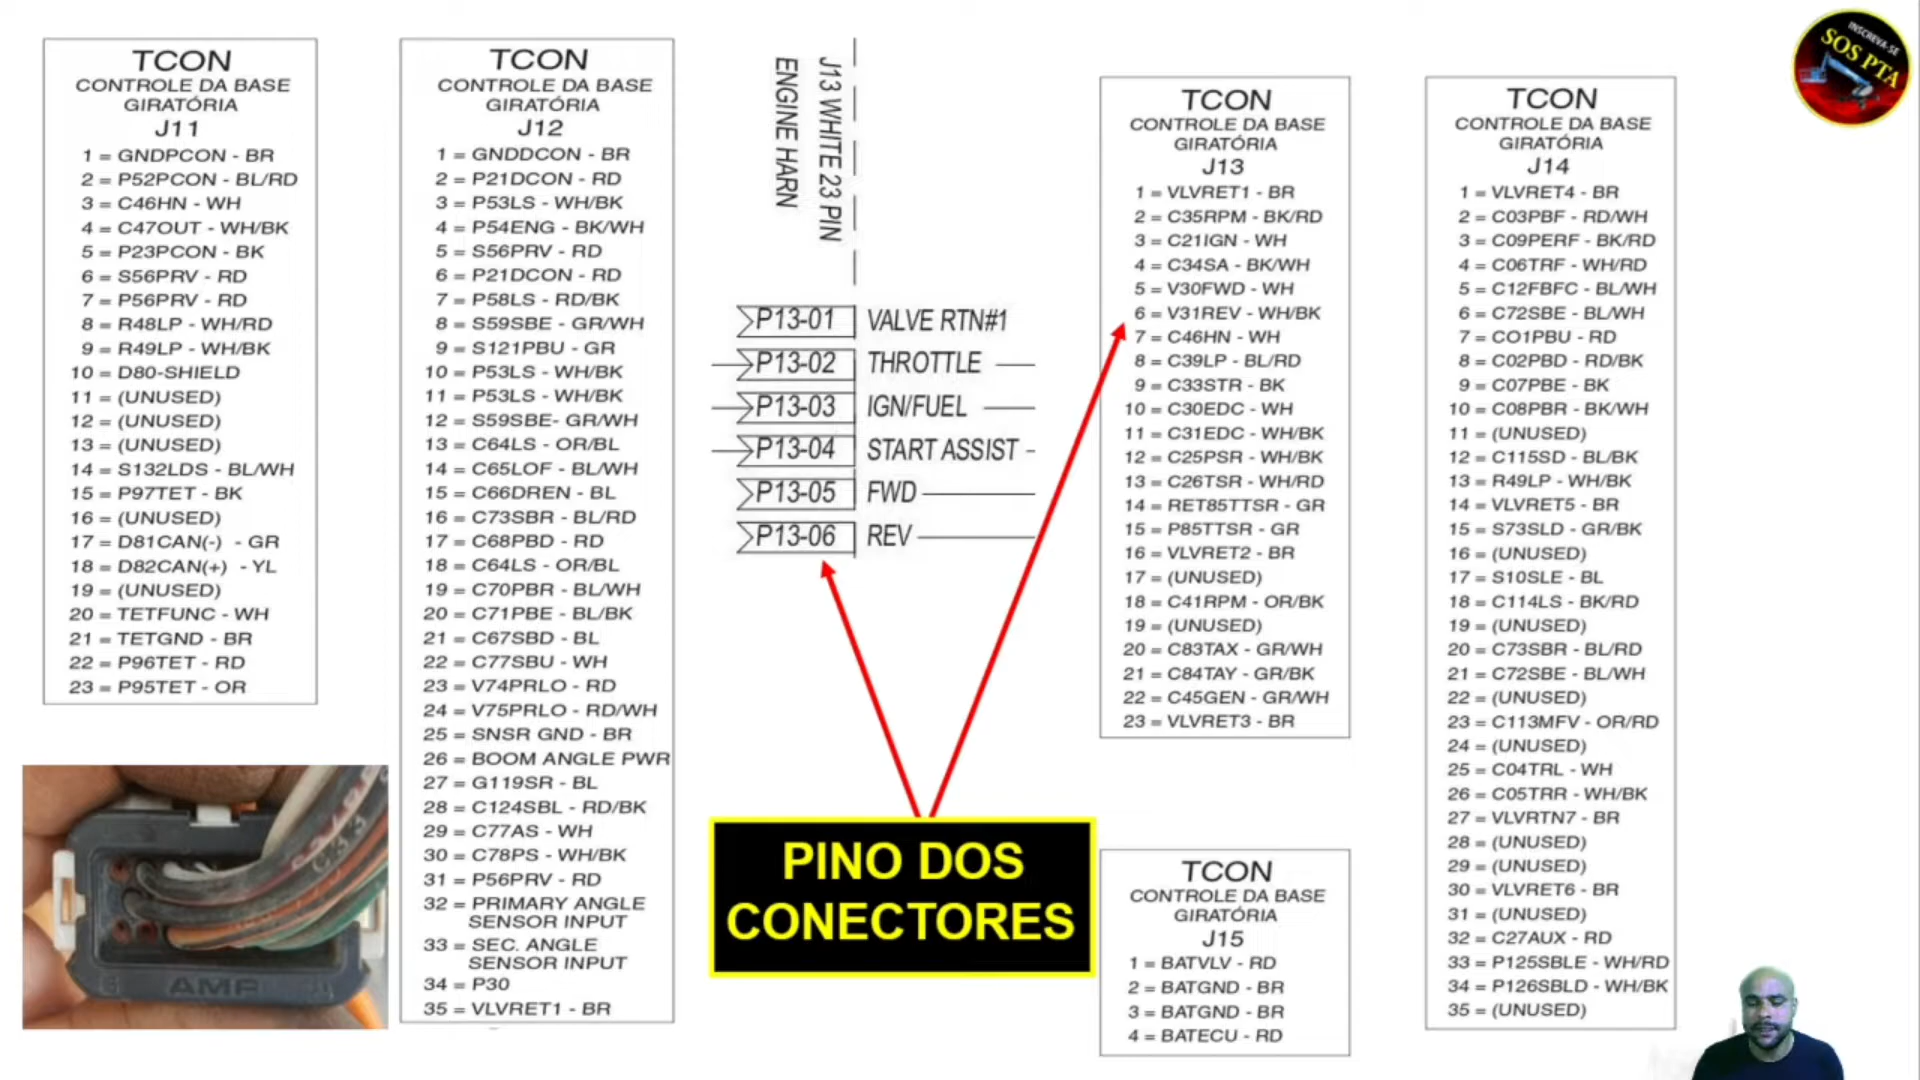 TCON
CONTROLE DA BASE
GIRATÓRIA
J11
1 = GNDPCON - BR
2 = P52PCON - BL/RD
3 = C46HN - WH
4 = C47OUT - WH/BK
5 = P23PCON - BK
6 = S56PRV - RD
7 = P56PRV - RD
8 = R48LP - WH/RD
9 = R49LP - WH/BK
10 = D80-SHIELD
11 = (UNUSED)
12 = (UNUSED)
13 = (UNUSED)
14 = S132LDS - BL/WH
15 = P97TET - BK
16 = (UNUSED)
17 = D81CAN(-) - GR
18 = D82CAN(+) - YL
19 = (UNUSED)
20 = TETFUNC - WH
21 = TETGND - BR
22 = P96TET - RD
23 = P95TET - OR
AMP
TCON
CONTROLE DA BASE
GIRATÓRIA
J12
1 = GNDDCON - BR
2 = P21DCON - RD
3 = P53LS - WH/BK
4 = P54ENG - BK/WH
5 = S56PRV - RD
6 = P21DCON - RD
7 = P58LS - RD/BK
8 = S59SBE - GR/WH
9 = S121PBU - GR
10 = P53LS - WH/BK
11 = P53LS - WH/BK
12 = S59SBE- GR/WH
13 = C64LS - OR/BL
14 = C65LOF - BL/WH
15 = C66DREN - BL
16 = C73SBR - BL/RD
17 = C68PBD - RD
18 = C64LS - OR/BL
19 = C70PBR - BL/WH
20 = C71PBE - BL/BK
21 = C67SBD - BL
22 = C77SBU - WH
23 = V74PRLO - RD
24 = V75PRLO - RD/WH
25 = SNSR GND - BR
26 = BOOM ANGLE PWR
27 = G119SR - BL
28 = C124SBL - RD/BK
29 = C77AS - WH
30 = C78PS - WH/BK
31 = P56PRV - RD
32 = PRIMARY ANGLE
SENSOR INPUT
33 = SEC. ANGLE
SENSOR INPUT
34 = P30
35 = VLVRET1 - BR
J13 WHITE 23 PIN
ENGINE HARN
P13-01 VALVE RTN#1
P13-02 THROTTLE
P13-03 IGN/FUEL
P13-04 START ASSIST
P13-05 FWD
P13-06 REV
PINO DOS
CONECTORES
TCON
CONTROLE DA BASE
GIRATÓRIA
J13
1 = VLVRET1 - BR
2 = C35RPM - BK/RD
3 = C21IGN - WH
4 = C34SA - BK/WH
5 = V30FWD - WH
6 = V31REV - WH/BK
7 = C46HN - WH
8 = C39LP - BL/RD
9 = C33STR - BK
10 = C30EDC - WH
11 = C31EDC - WH/BK
12 = C25PSR - WH/BK
13 = C26TSR - WH/RD
14 = RET85TTSR - GR
15 = P85TTSR - GR
16 = VLVRET2 - BR
17 = (UNUSED)
18 = C41RPM - OR/BK
19 = (UNUSED)
20 = C83TAX - GR/WH
21 = C84TAY - GR/BK
22 = C45GEN - GR/WH
23 = VLVRET3 - BR
TCON
CONTROLE DA BASE
GIRATÓRIA
J15
1 = BATVLV - RD
2 = BATGND - BR
3 = BATGND - BR
4 = BATECU - RD
TCON
CONTROLE DA BASE
GIRATÓRIA
J14
1 = VLVRET4 - BR
2 = C03PBF - RD/WH
3 = C09PERF - BK/RD
4 = C06TRF - WH/RD
5 = C12FBFC - BL/WH
6 = C72SBE - BL/WH
7 = CO1PBU - RD
8 = C02PBD - RD/BK
9 = C07PBE - BK
10 = C08PBR - BK/WH
11 = (UNUSED)
12 = C115SD - BL/BK
13 = R49LP - WH/BK
14 = VLVRET5 - BR
15 = S73SLD - GR/BK
16 = (UNUSED)
17 = S10SLE - BL
18 = C114LS - BK/RD
19 = (UNUSED)
20 = C73SBR - BL/RD
21 = C72SBE - BL/WH
22 = (UNUSED)
23 = C113MFV - OR/RD
24 = (UNUSED)
25 = C04TRL - WH
26 = C05TRR - WH/BK
27 = VLVRTN7 - BR
28 = (UNUSED)
29 = (UNUSED)
30 = VLVRET6 - BR
31 = (UNUSED)
32 = C27AUX - RD
33 = P125SBLE - WH/RD
34 = P126SBLD - WH/BK
35 = (UNUSED)
INSCREVA-SE
SOS PTA